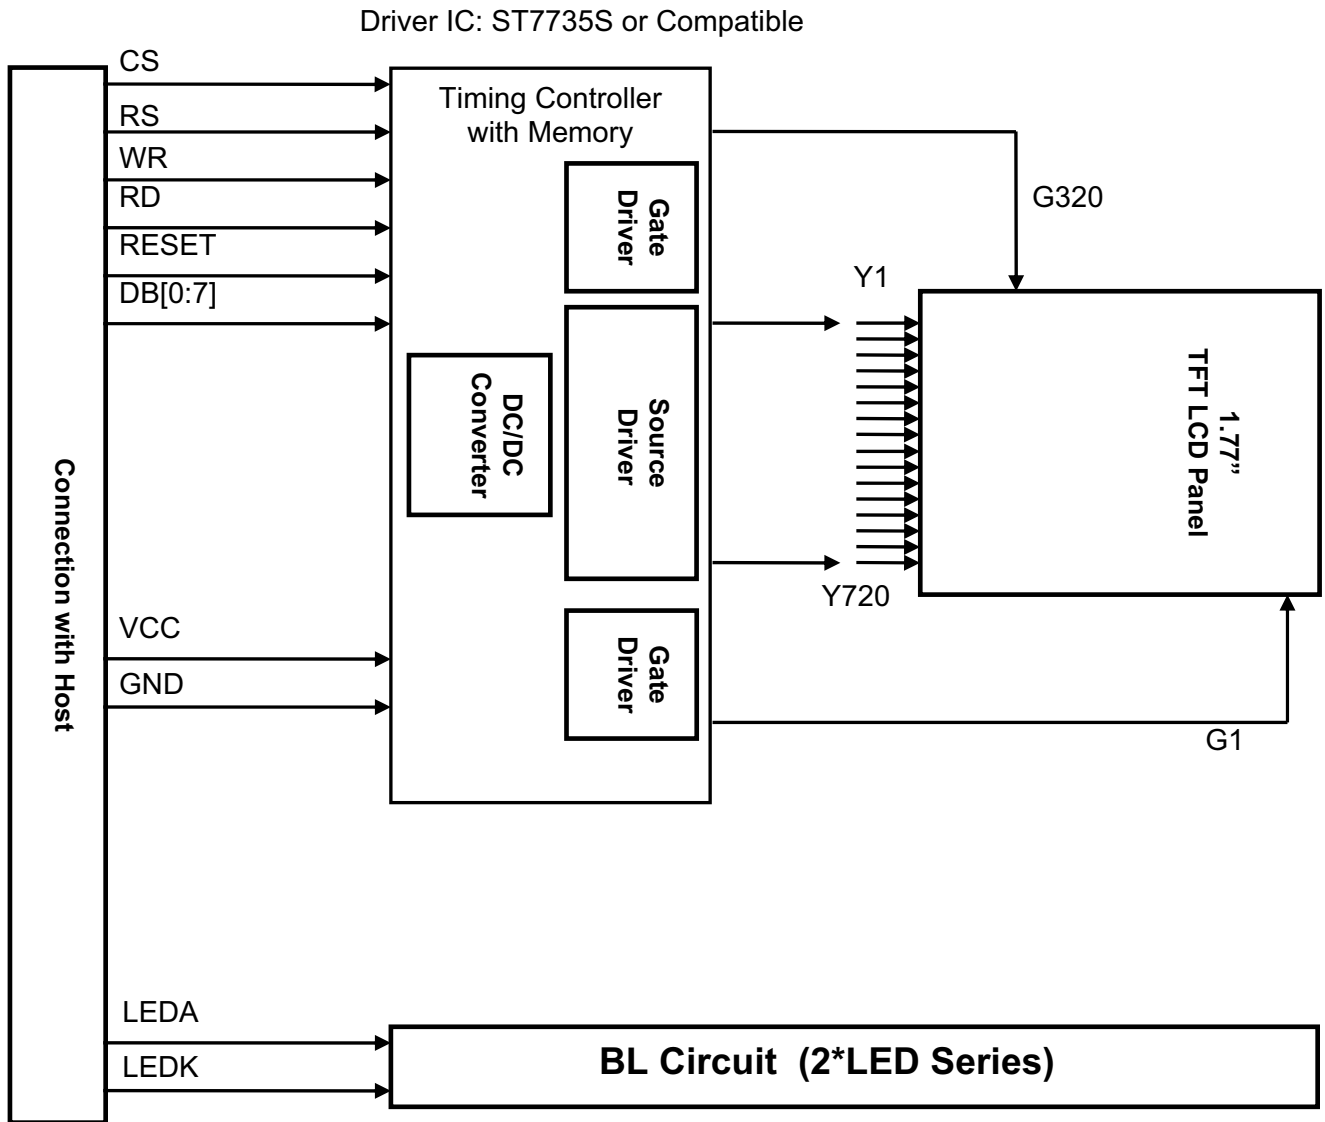 Driver IC: ST7735S or Compatible
CS
RS
WR
RD
RESET
DB[0:7]
VCC
GND
LEDA
LEDK
Connection with Host
Timing Controller
with Memory
Gate
Driver
DC/DC
Converter
Source
Driver
Gate
Driver
G320
Y1
Y720
G1
1.77”
TFT LCD Panel
BL Circuit (2*LED Series)